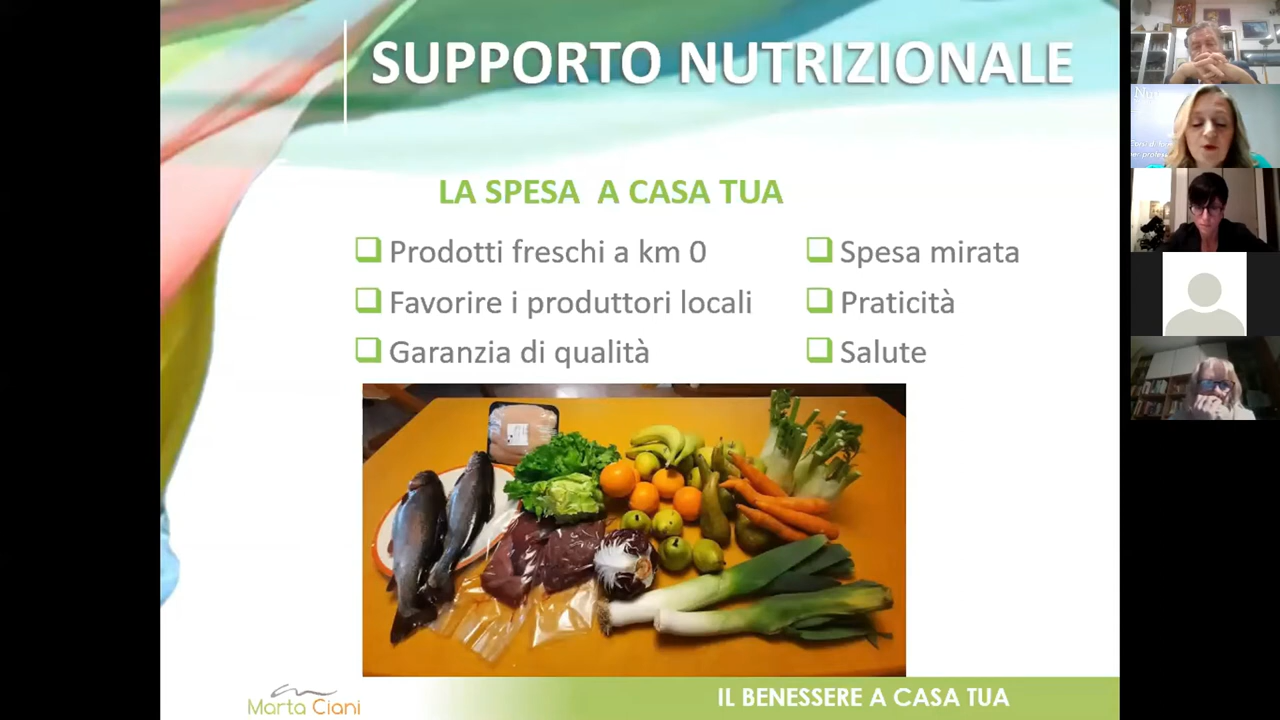 SUPPORTO NUTRIZIONALE
LA SPESA A CASA TUA
Prodotti freschi a km 0
Favorire i produttori locali
Garanzia di qualità
Spesa mirata
Praticità
Salute
Marta Ciani
IL BENESSERE A CASA TUA